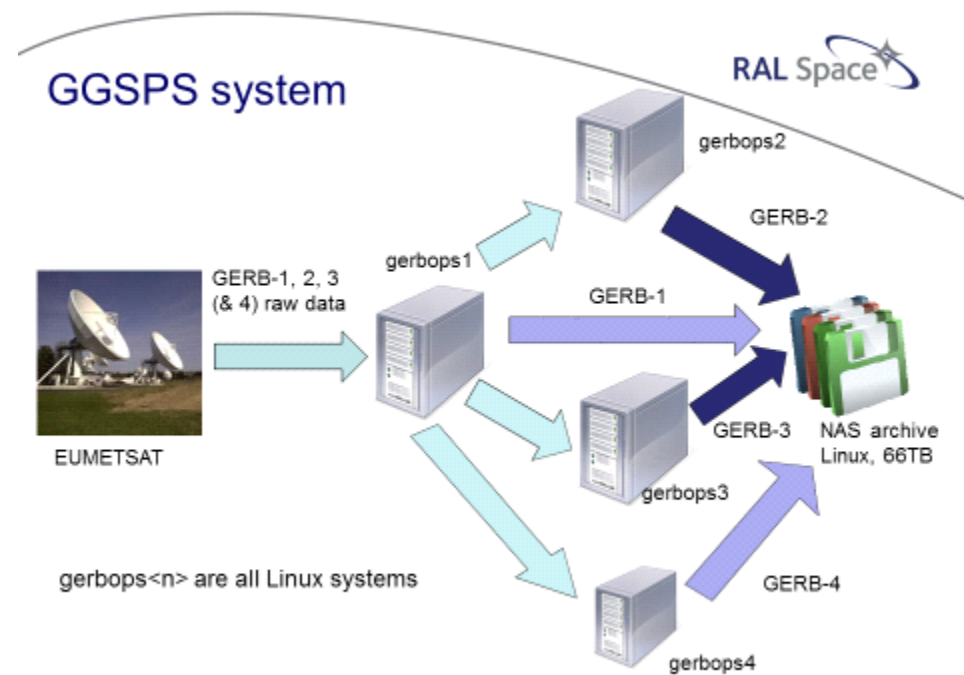 GGSPS system
RAL Space
gerbops2
GERB-2
gerbops1
GERB-1, 2, 3
(& 4) raw data
GERB-1
EUMETSAT
GERB-3
NAS archive
Linux, 66TB
gerbops3
gerbops<n> are all Linux systems
GERB-4
gerbops4